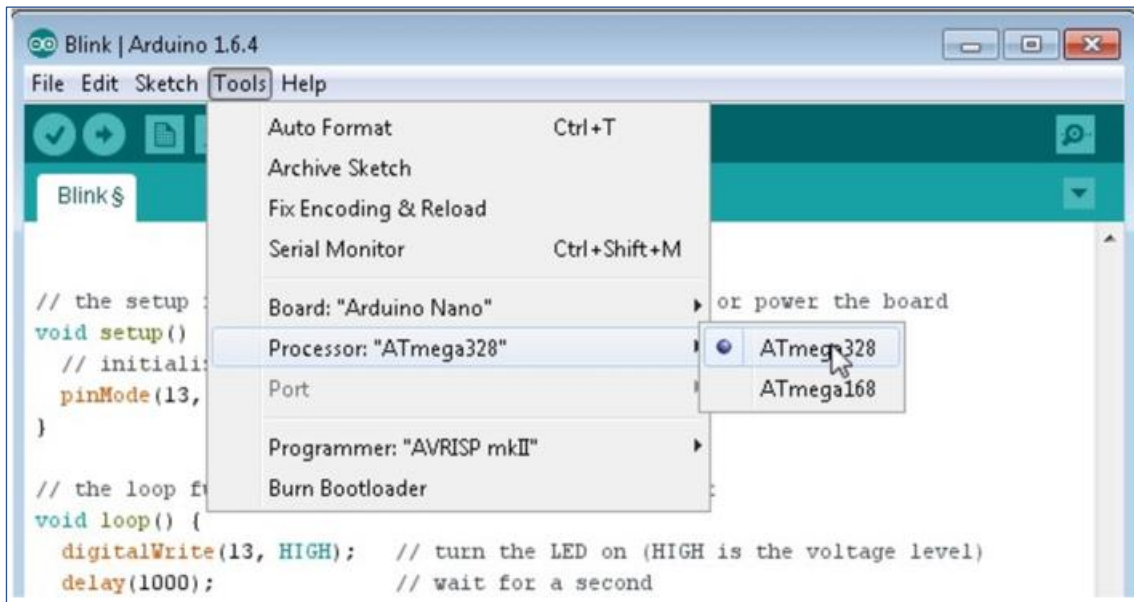 Blink | Arduino 1.6.4
File Edit Sketch Tools Help
Auto Format Ctrl+T
Archive Sketch
Fix Encoding & Reload
Serial Monitor Ctrl+Shift+M
Board: "Arduino Nano"
Processor: "ATmega328"
Port
Programmer: "AVRISP mkII"
Burn Bootloader
ATmega328
ATmega168
Blink §
// the setup or power the board
void setup()
// initiali
pinMode(13,
}
// the loop f
void loop() {
digitalWrite(13, HIGH); // turn the LED on (HIGH is the voltage level)
delay(1000); // wait for a second